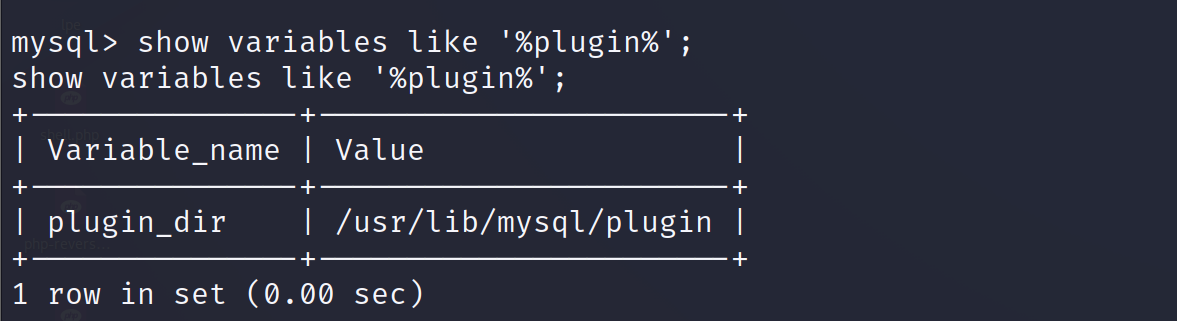 mysql> show variables like '%plugin%';
show variables like '%plugin%';
+---------------+-----------------------+
| Variable_name | Value                 |
+---------------+-----------------------+
| plugin_dir    | /usr/lib/mysql/plugin |
+---------------+-----------------------+
1 row in set (0.00 sec)